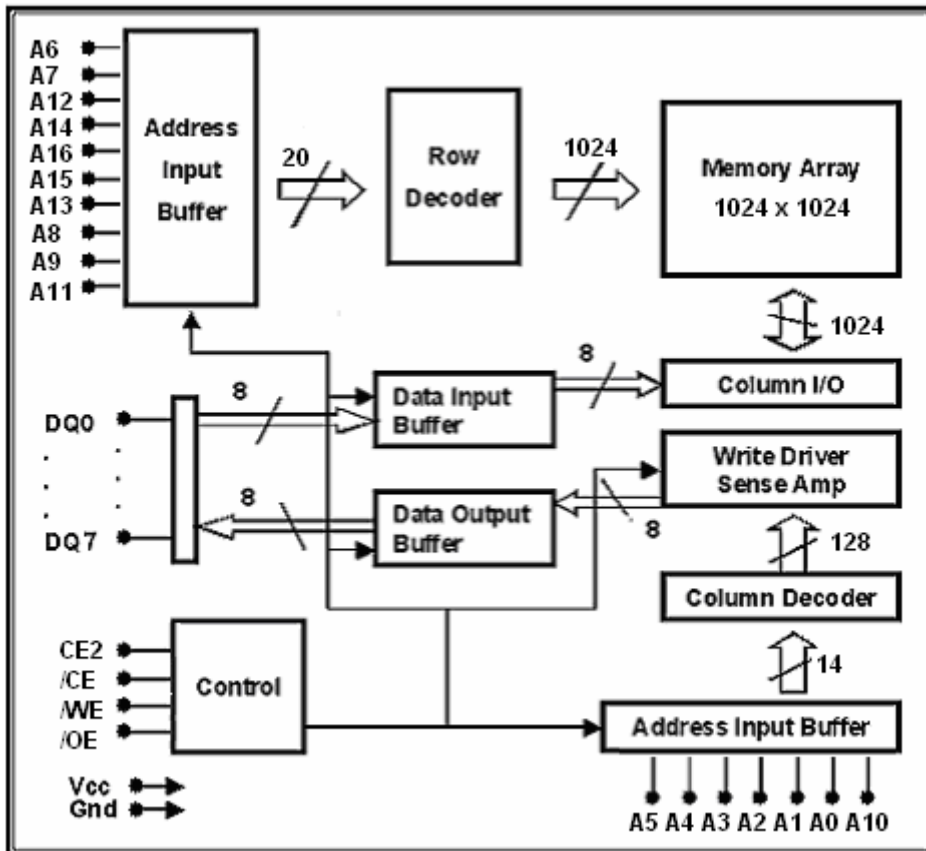 A6
A7
A12
A14
A16
A15
A13
A8
A9
A11
Address
Input
Buffer
20
Row
Decoder
1024
Memory Array
1024 x 1024
1024
8
Data Input
Buffer
8
Column I/O
DQ0
.
.
.
.
.
.
DQ7
8
Data Output
Buffer
8
Write Driver
Sense Amp
128
Column Decoder
14
CE2
/CE
/WE
/OE
Control
Address Input Buffer
Vcc
Gnd
A5 A4 A3 A2 A1 A0 A10